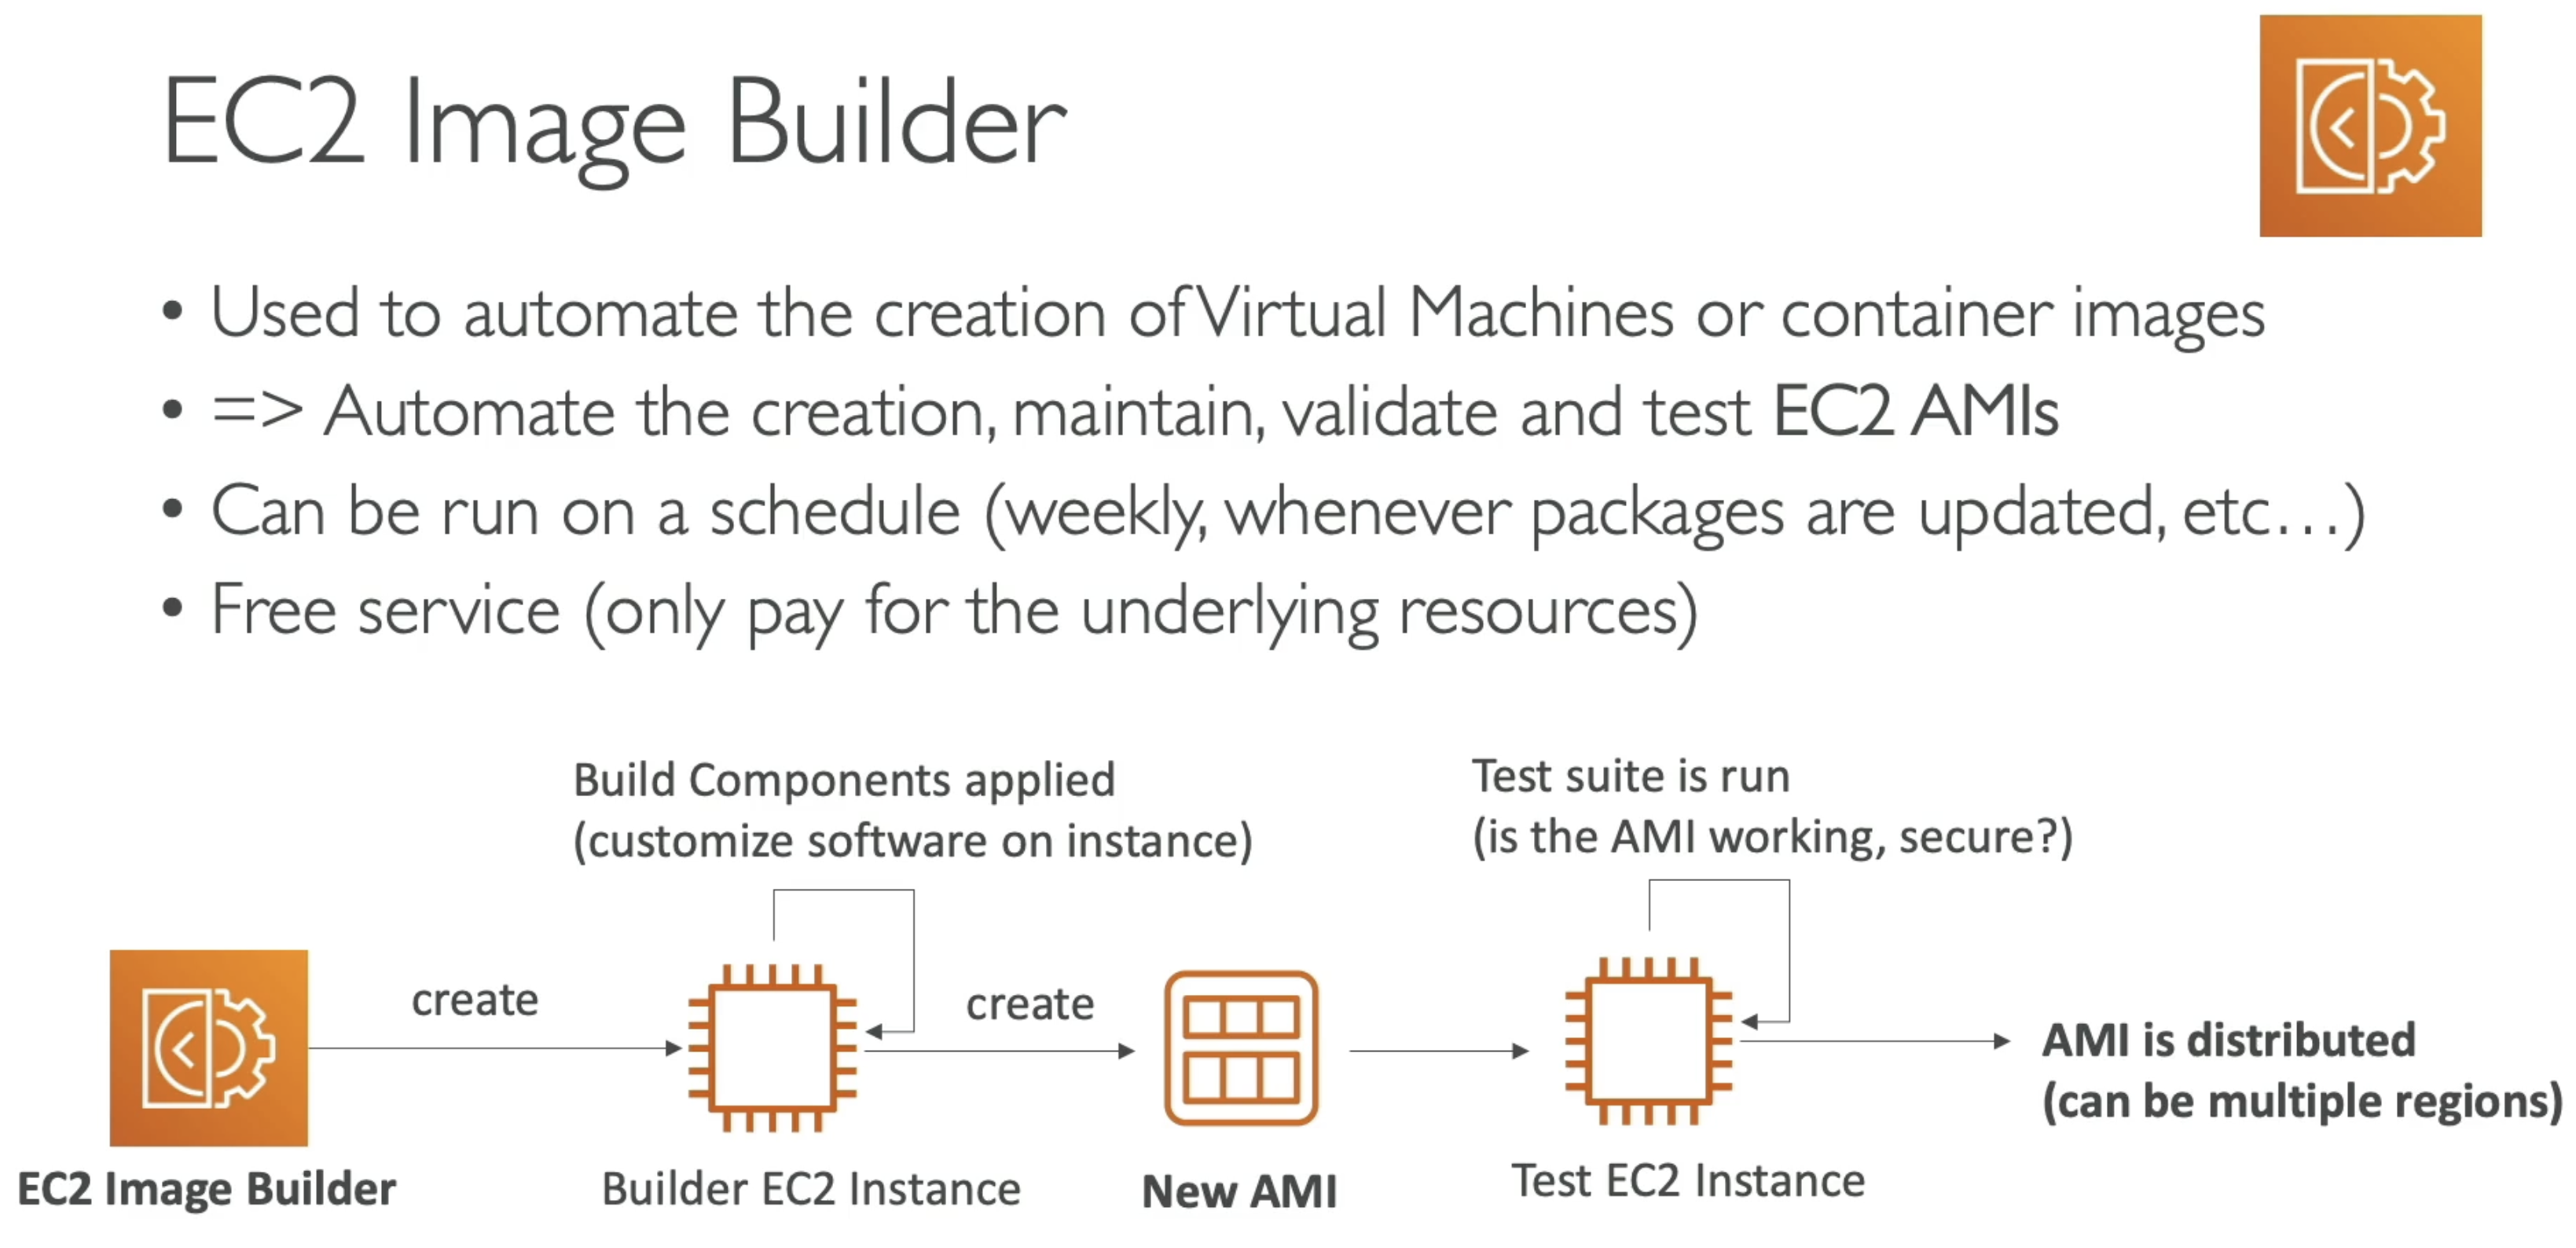 EC2 Image Builder
• Used to automate the creation of Virtual Machines or container images
• => Automate the creation, maintain, validate and test EC2 AMIs
• Can be run on a schedule (weekly, whenever packages are updated, etc…)
• Free service (only pay for the underlying resources)
Build Components applied
(customize software on instance)
Test suite is run
(is the AMI working, secure?)
create
create
AMI is distributed
(can be multiple regions)
EC2 Image Builder
Builder EC2 Instance
New AMI
Test EC2 Instance